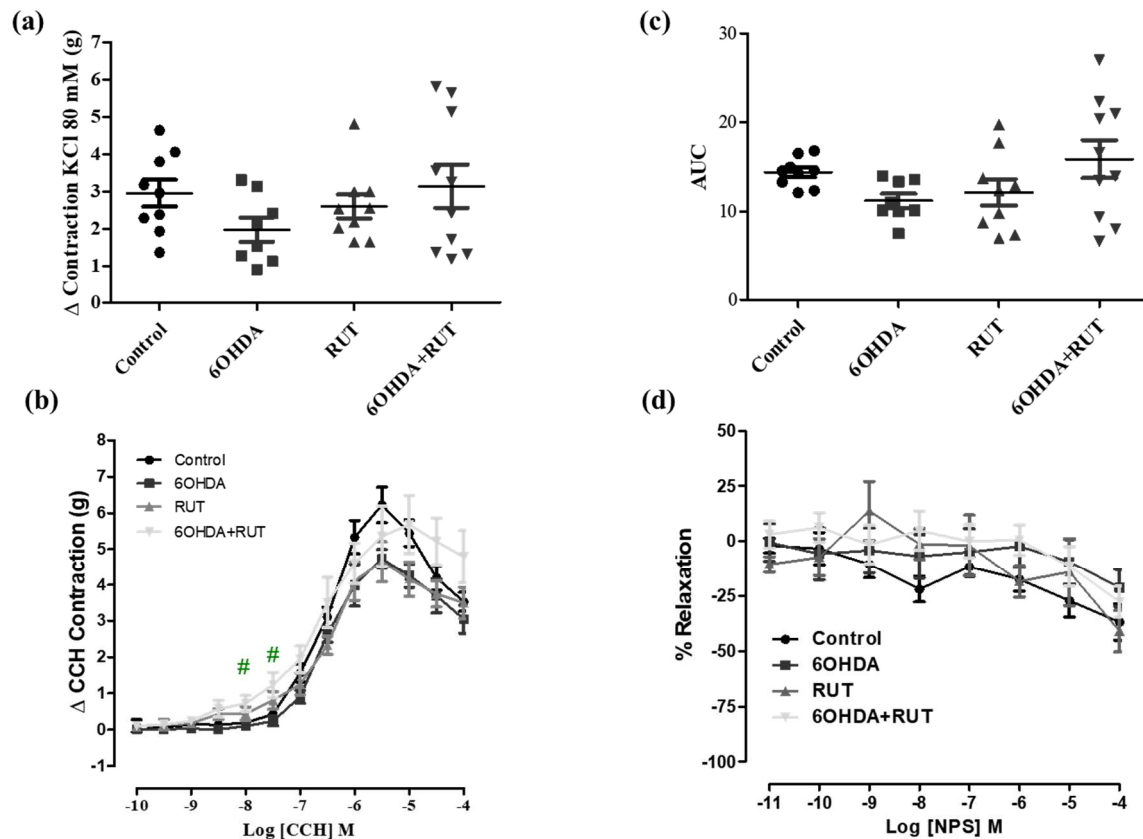 (a)
Δ Contraction KCl 80 mM (g)
7
6
5
4
3
2
1
0
Control
6OHDA
RUT
6OHDA+RUT
(c)
AUC
30
20
10
0
Control
6OHDA
RUT
6OHDA+RUT
(b)
Δ CCH Contraction (g)
8
7
6
5
4
3
2
1
0
-1
Control
6OHDA
RUT
6OHDA+RUT
# #
-10 -9 -8 -7 -6 -5 -4
Log [CCH] M
(d)
% Relaxation
50
25
0
-25
-50
-75
-100
Control
6OHDA
RUT
6OHDA+RUT
-11 -10 -9 -8 -7 -6 -5 -4
Log [NPS] M